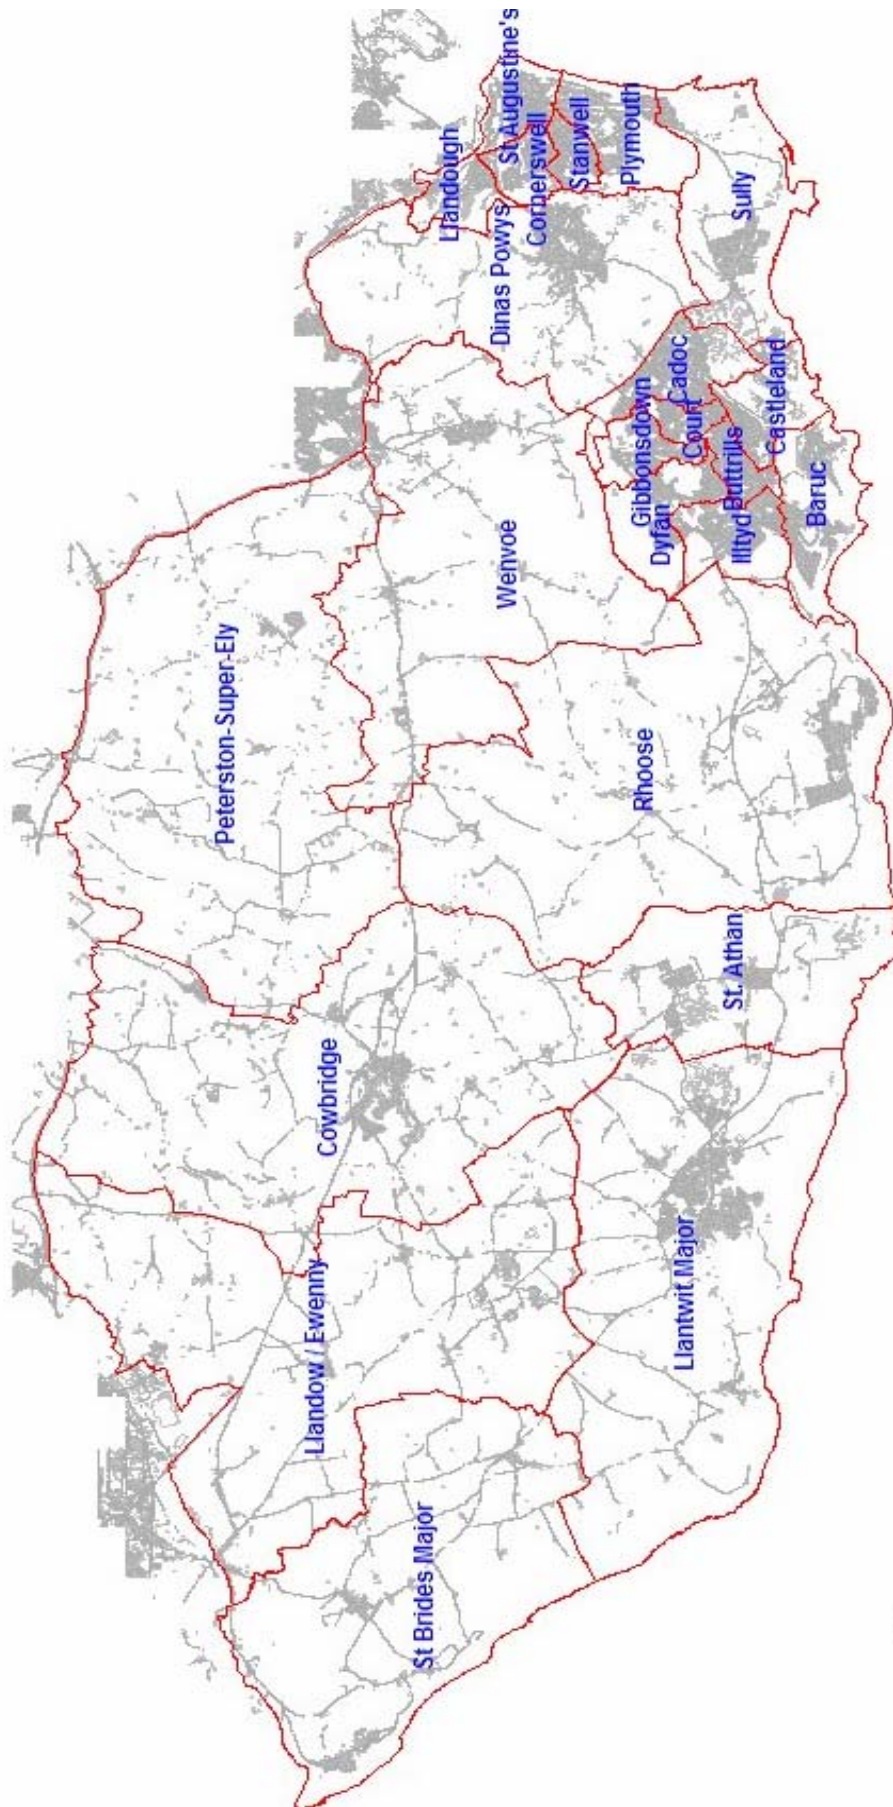 St Augustine's
Llandough
Cornerswell
Stanwell
Plymouth
Dinas Powys
Sully
Peterston-Super-Ely
Wenvoe
Gibbonsdown
Cadoc
Court
Dyfan
Buttrills
Illtyd
Castleland
Baruc
Rhoose
Cowbridge
St. Athan
Llandow / Ewenny
Llantwit Major
St Brides Major